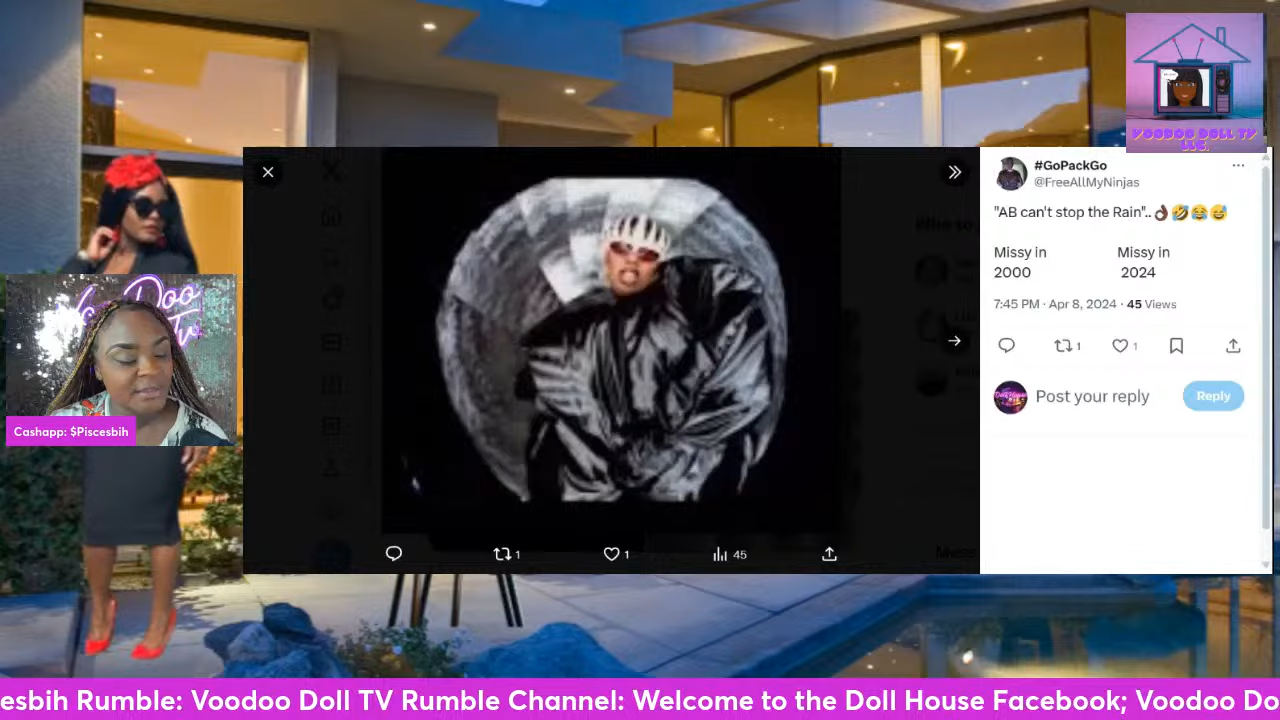 VOODOO DOLL TV
LLC.
#GoPackGo
@FreeAllMyNinjas
"AB can't stop the Rain"..👌🏿🤣😂😅
Missy in Missy in
2000 2024
7:45 PM · Apr 8, 2024 · 45 Views
1 1
Post your reply
Reply
Doo
Tv
Cashapp: $Piscesbih
1 1 45
esbih Rumble: Voodoo Doll TV Rumble Channel: Welcome to the Doll House Facebook; Voodoo Do